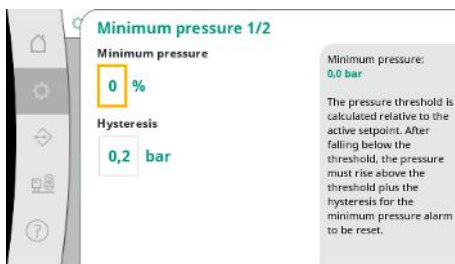 Minimum pressure 1/2
Minimum pressure
0 %
Hysteresis
0,2 bar
Minimum pressure:
0,0 bar
The pressure threshold is
calculated relative to the
active setpoint. After
falling below the
threshold, the pressure
must rise above the
threshold plus the
hysteresis for the
minimum pressure alarm
to be reset.
?